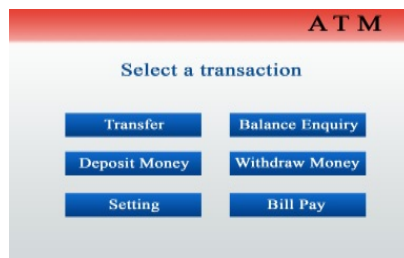 ATM
Select a transaction
Transfer
Balance Enquiry
Deposit Money
Withdraw Money
Setting
Bill Pay